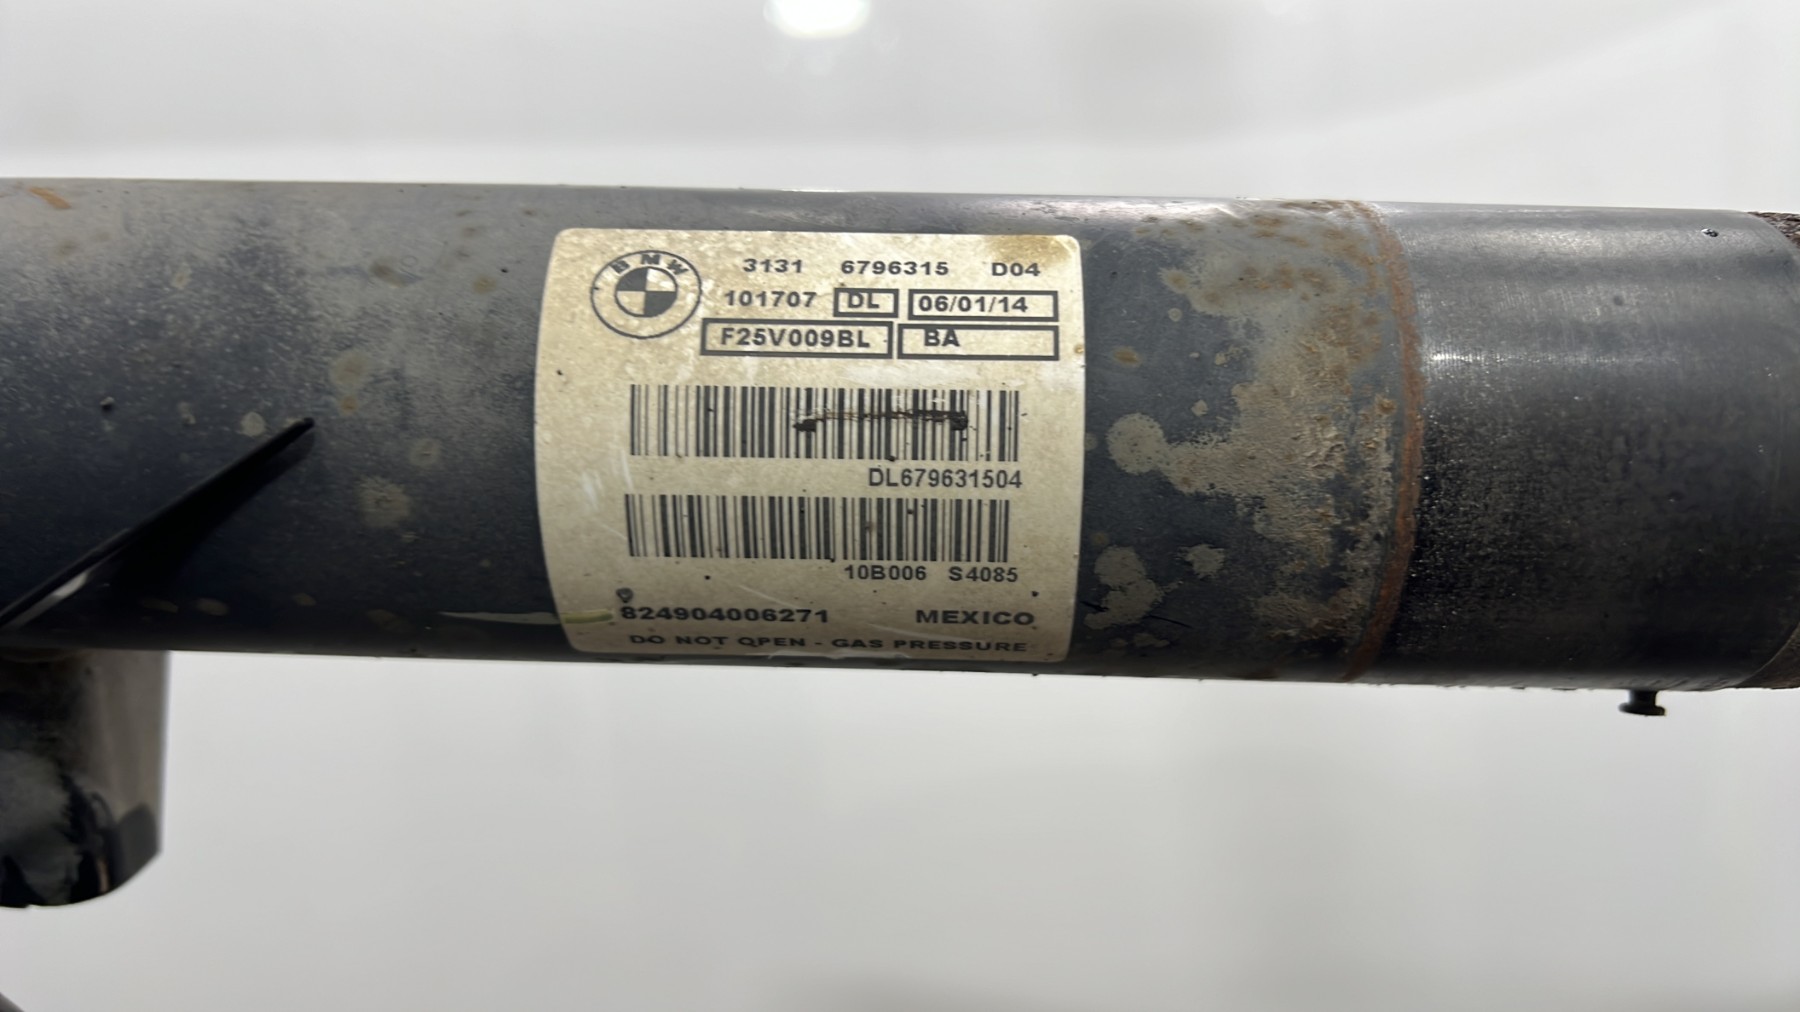 BMW
3131 6796315 D04
101707 DL 06/01/14
F25V009BL BA
DL679631504
10B006 S4085
824904006271 MEXICO
DO NOT OPEN - GAS PRESSURE